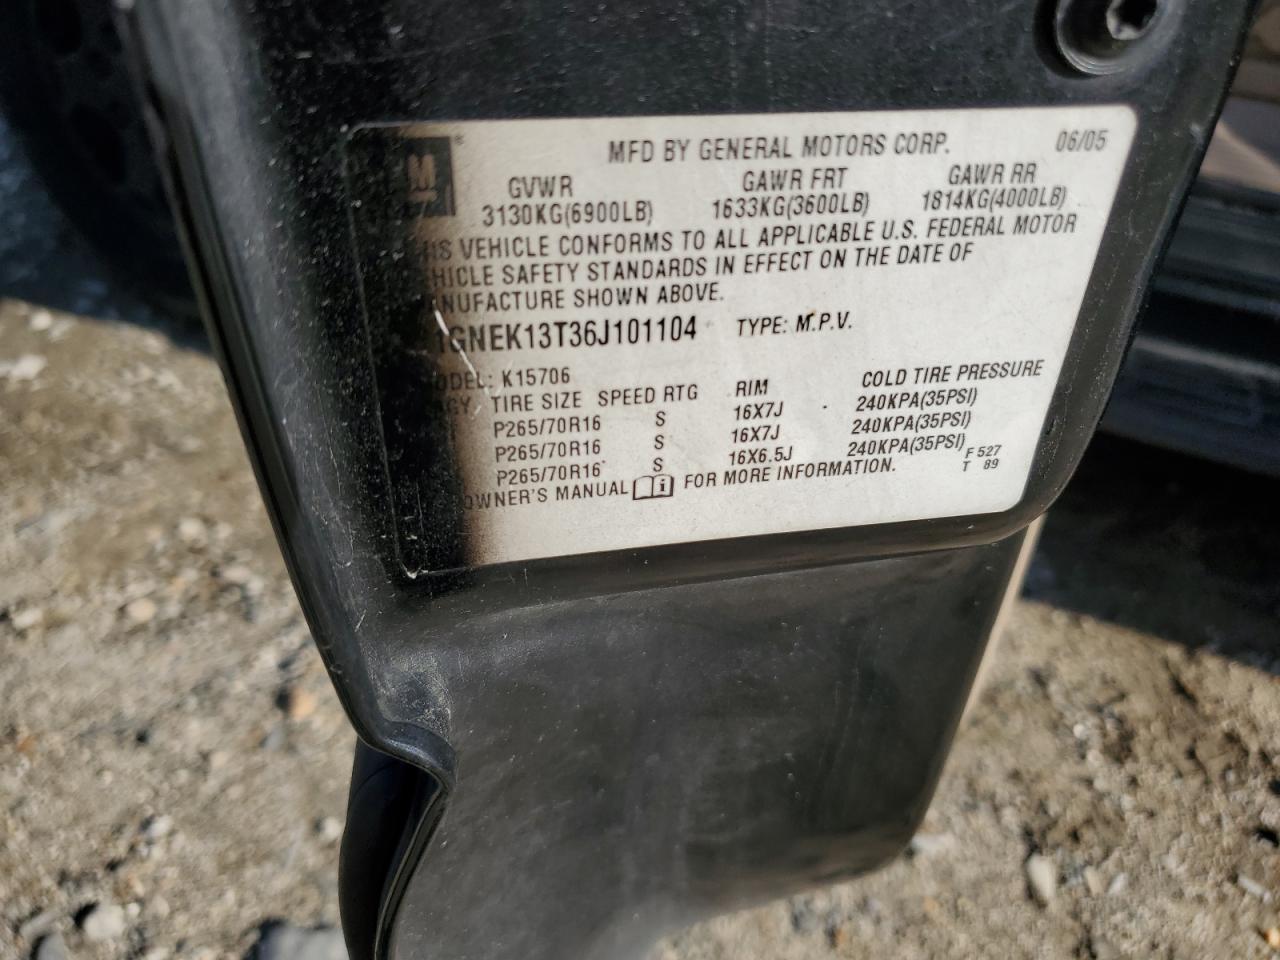 GM ®
MFD BY GENERAL MOTORS CORP. 06/05
GVWR GAWR FRT GAWR RR
3130KG(6900LB) 1633KG(3600LB) 1814KG(4000LB)
IS VEHICLE CONFORMS TO ALL APPLICABLE U.S. FEDERAL MOTOR
HICLE SAFETY STANDARDS IN EFFECT ON THE DATE OF
NUFACTURE SHOWN ABOVE.
1GNEK13T36J101104 TYPE: M.P.V.
ODEL: K15706
TIRE SIZE SPEED RTG RIM COLD TIRE PRESSURE
P265/70R16 S 16X7J 240KPA(35PSI)
P265/70R16 S 16X7J 240KPA(35PSI)
P265/70R16 S 16X6.5J 240KPA(35PSI)
OWNER'S MANUAL FOR MORE INFORMATION.
F 527
T 89